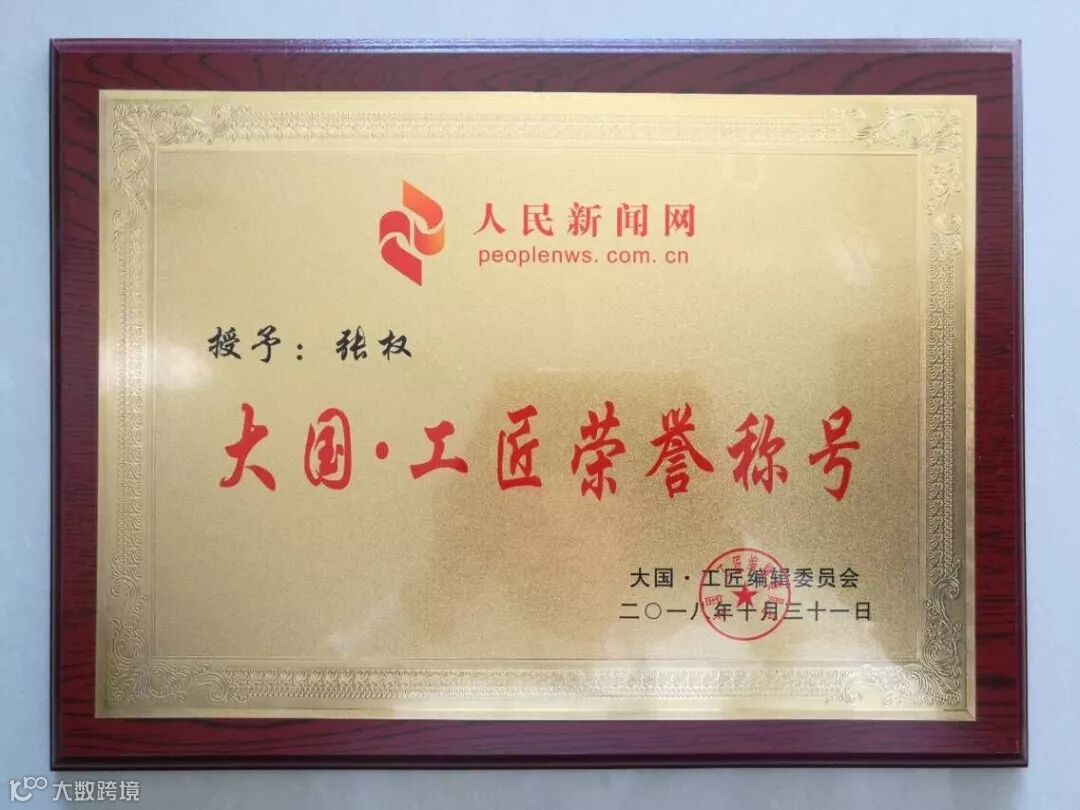 人民新闻网
peoplenws.com.cn
授予：张权
大国·工匠荣誉称号
大国·工匠编辑委员会
二〇一八年十月三十一日
大数跨境